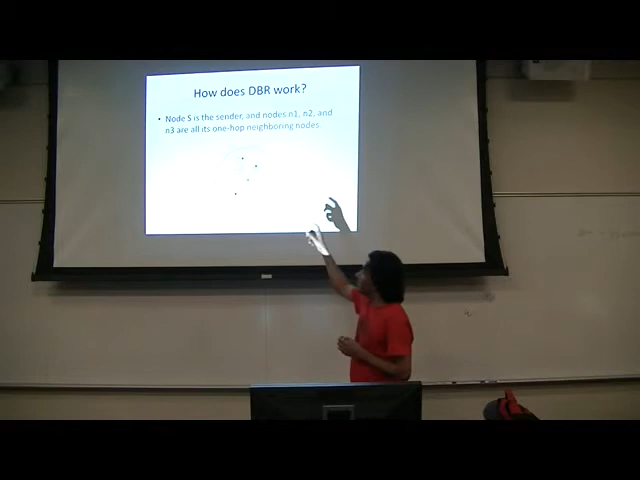 How does DBR work?
• Node S is the sender, and nodes n1, n2, and
n3 are all its one-hop neighboring nodes